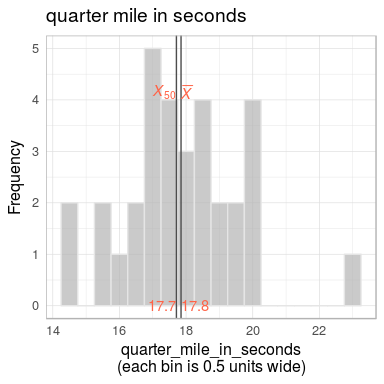 quarter mile in seconds
5
4
3
2
1
0
Frequency
X₅₀ X̅
17.7 17.8
14 16 18 20 22
quarter_mile_in_seconds
(each bin is 0.5 units wide)